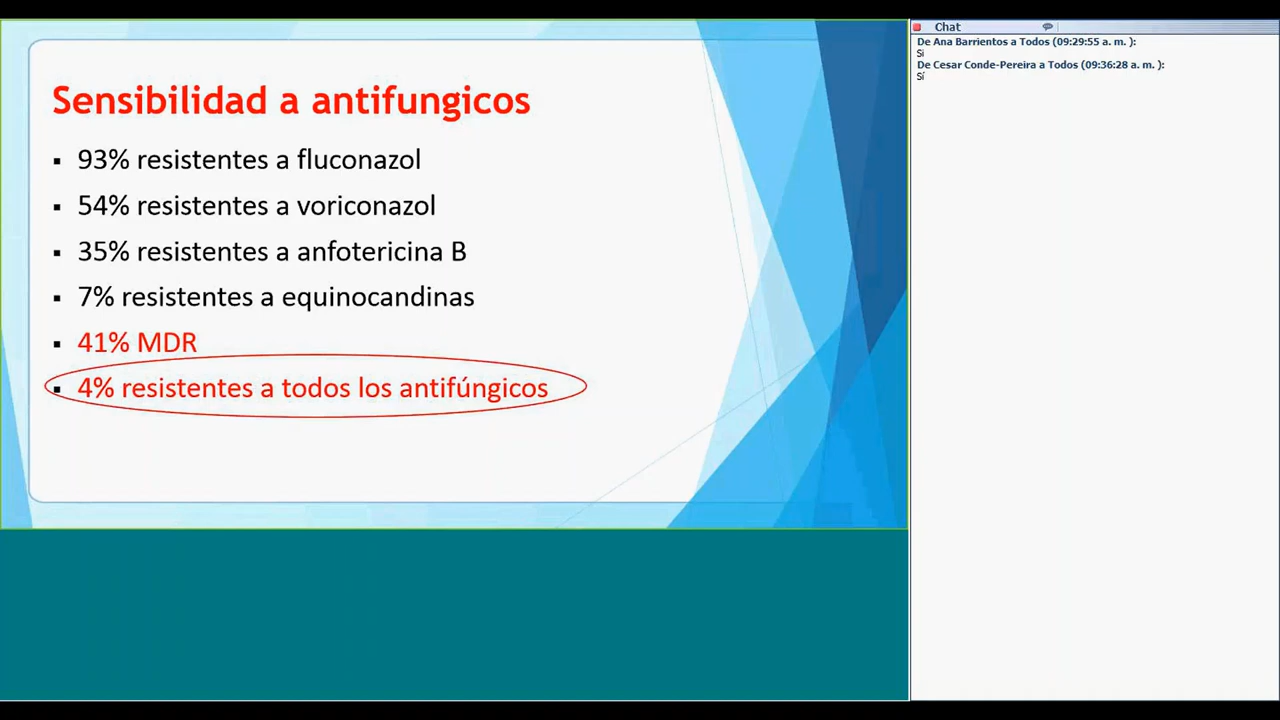 Sensibilidad a antifungicos
▪ 93% resistentes a fluconazol
▪ 54% resistentes a voriconazol
▪ 35% resistentes a anfotericina B
▪ 7% resistentes a equinocandinas
▪ 41% MDR
▪ 4% resistentes a todos los antifúngicos
Chat
De Ana Barrientos a Todos (09:29:55 a. m. ):
Si
De Cesar Conde-Pereira a Todos (09:36:28 a. m. ):
Sí